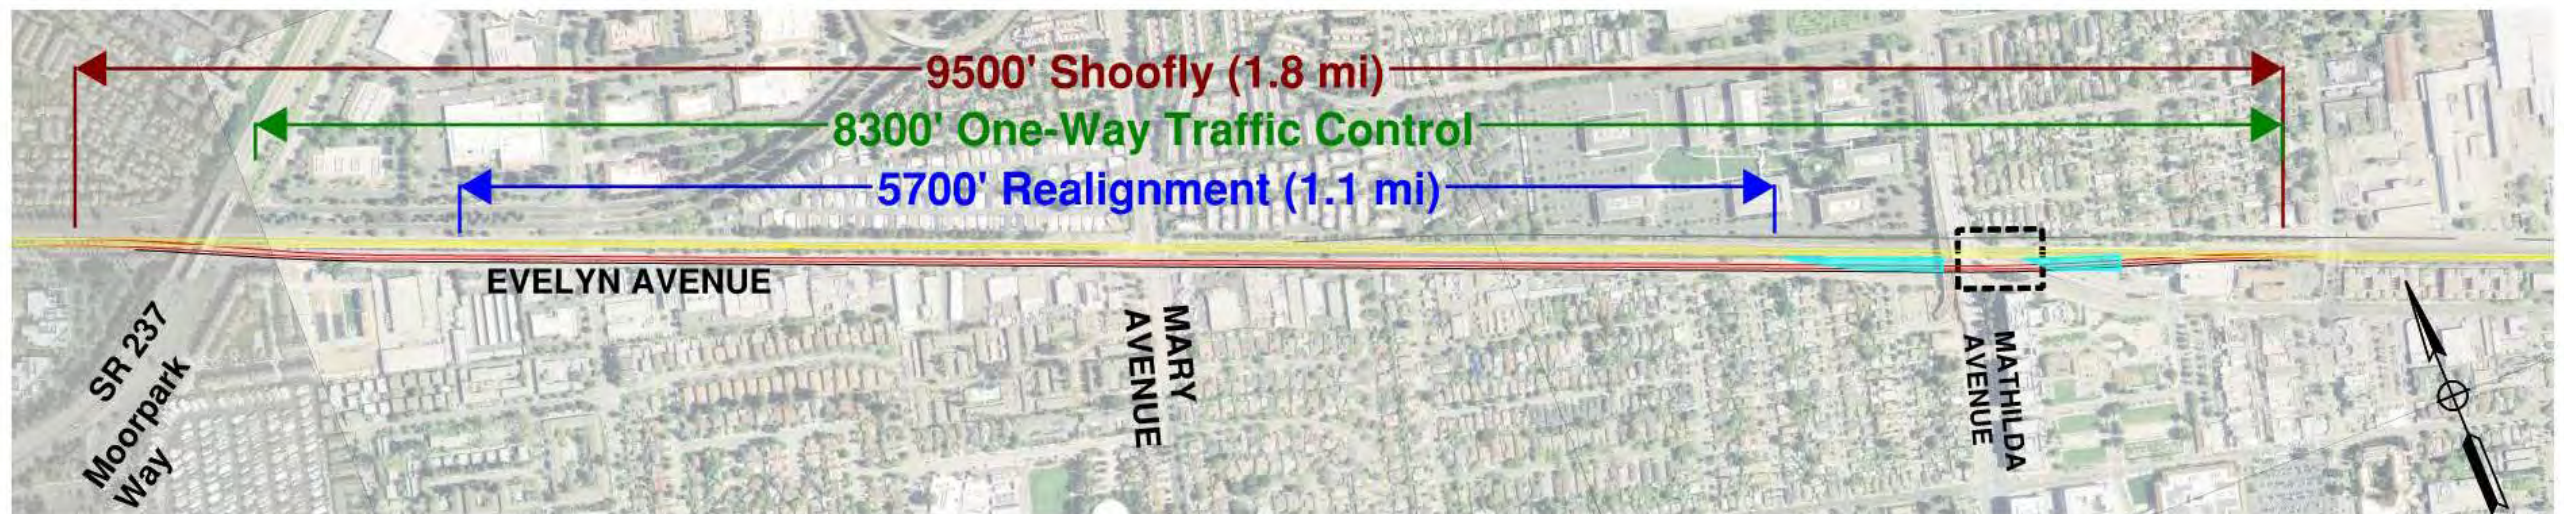 9500' Shoofly (1.8 mi)
8300' One-Way Traffic Control
5700' Realignment (1.1 mi)
EVELYN AVENUE
SR 237
Moorpark
Way
MARY
AVENUE
MATHILDA
AVENUE